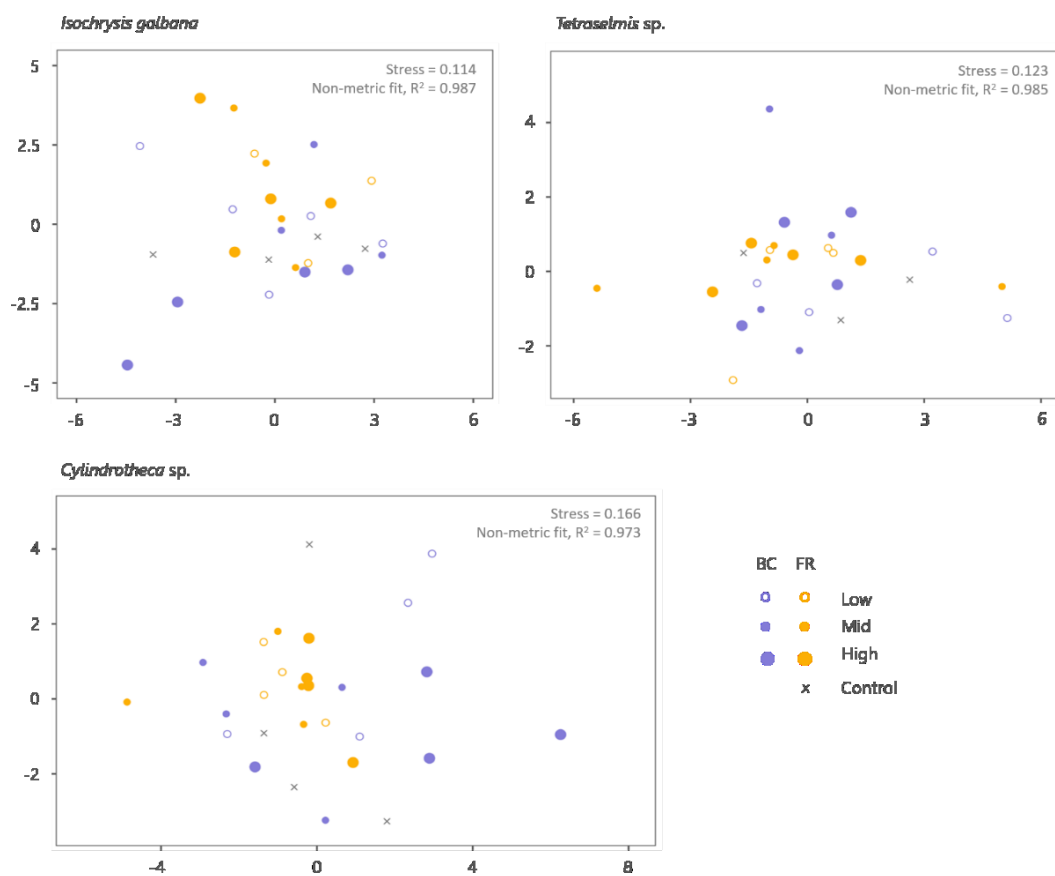 Isochrysis galbana
Stress = 0.114
Non-metric fit, R² = 0.987
5
2.5
0
-2.5
-5
-6 -3 0 3 6
Tetraselmis sp.
Stress = 0.123
Non-metric fit, R² = 0.985
4
2
0
-2
-6 -3 0 3 6
Cylindrotheca sp.
Stress = 0.166
Non-metric fit, R² = 0.973
4
2
0
-2
-4 0 4 8
BC FR
Low
Mid
High
Control